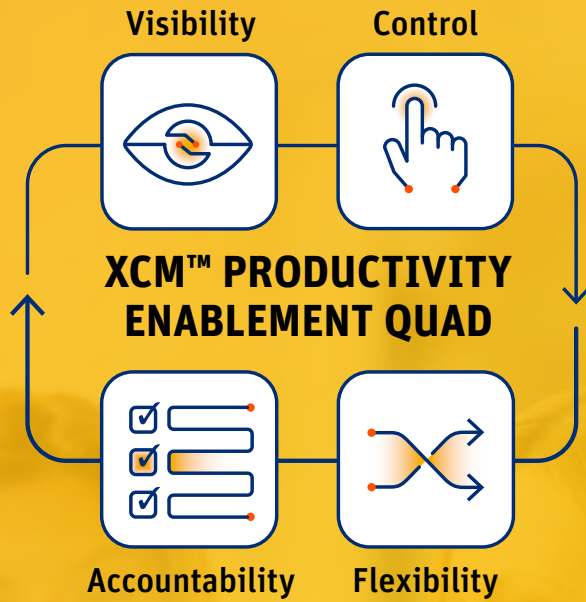 Visibility
Control
XCM™ PRODUCTIVITY
ENABLEMENT QUAD
Accountability
Flexibility